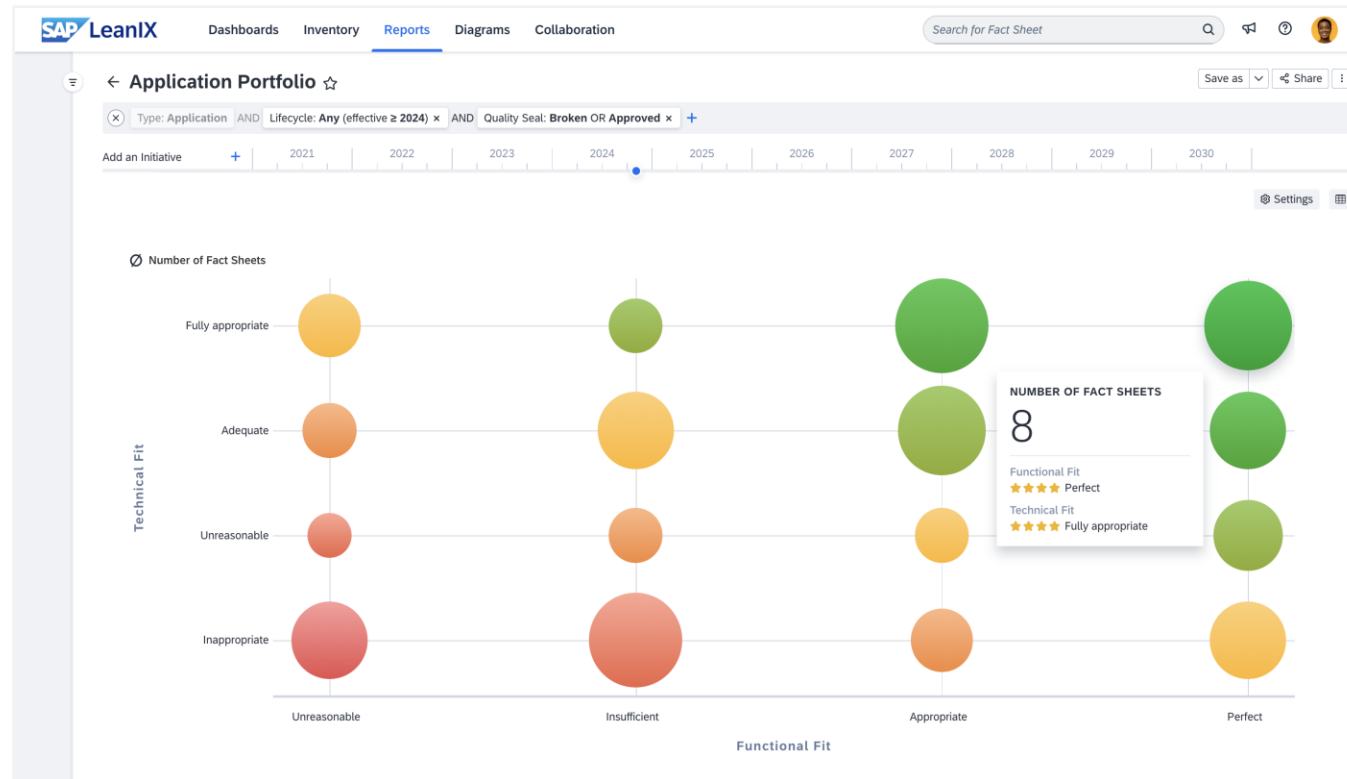 SAP LeanIX Dashboards Inventory Reports Diagrams Collaboration Search for Fact Sheet
Application Portfolio Save as Share
Type: Application AND Lifecycle: Any (effective ≥ 2024) × AND Quality Seal: Broken OR Approved × +
Add an Initiative + 2021 2022 2023 2024 2025 2026 2027 2028 2029 2030
Settings
Ø Number of Fact Sheets
Fully appropriate
NUMBER OF FACT SHEETS
8
Adequate
Functional Fit
Perfect
Technical Fit
Fully appropriate
Technical Fit
Unreasonable
Inappropriate
Unreasonable Insufficient Appropriate Perfect
Functional Fit